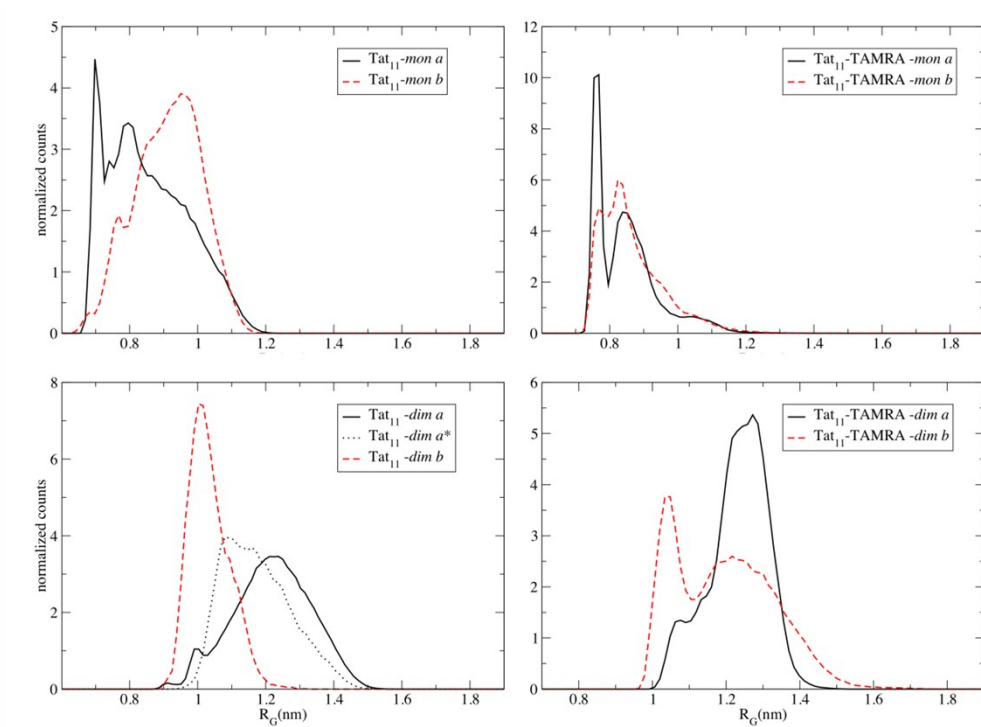 5
4
3
2
1
0
normalized counts
0.8 1 1.2 1.4 1.6 1.8
Tat11-mon a
Tat11-mon b
12
10
8
6
4
2
0
0.8 1 1.2 1.4 1.6 1.8
Tat11-TAMRA -mon a
Tat11-TAMRA -mon b
8
6
4
2
0
normalized counts
0.8 1 1.2 1.4 1.6 1.8
RG(nm)
Tat11 -dim a
Tat11 -dim a*
Tat11 -dim b
6
5
4
3
2
1
0
0.8 1 1.2 1.4 1.6 1.8
RG(nm)
Tat11-TAMRA -dim a
Tat11-TAMRA -dim b